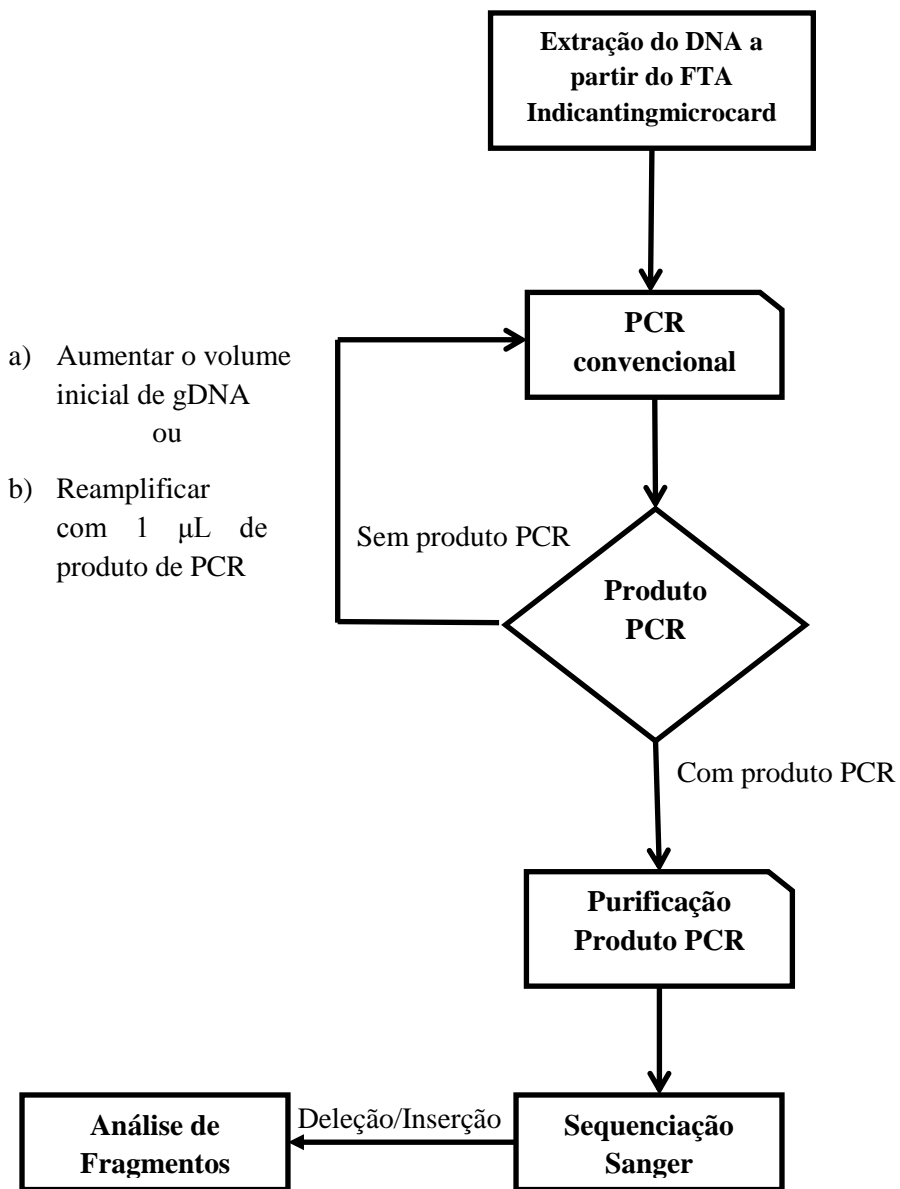 Extração do DNA a
partir do FTA
Indicantingmicrocard
PCR
convencional
a) Aumentar o volume
inicial de gDNA
ou
b) Reamplificar
com 1 μL de
produto de PCR
Sem produto PCR
Produto
PCR
Com produto PCR
Purificação
Produto PCR
Análise de
Fragmentos
Deleção/Inserção
Sequenciação
Sanger